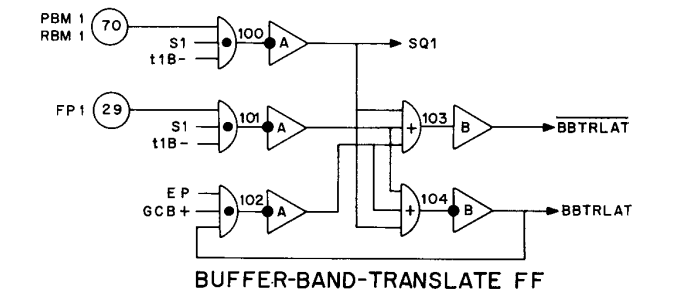 PBM 1
RBM 1
70
S1
t1B-
100
A
SQ1
FP1
29
S1
t1B-
101
A
+
103
B
BBTRLAT
EP
GCB+
102
A
+
104
B
BBTRLAT
BUFFER-BAND-TRANSLATE FF